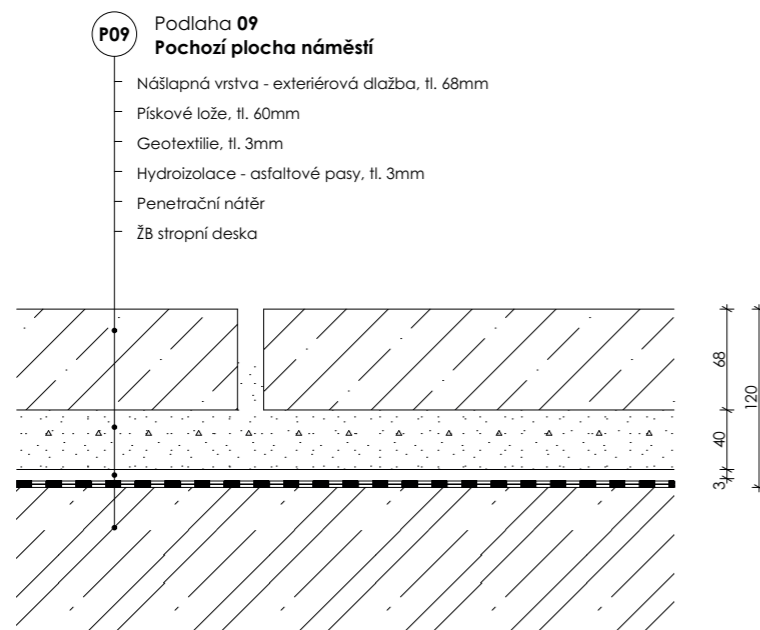 P09
Podlaha 09
Pochozí plocha náměstí
Nášlapná vrstva - exteriérová dlažba, tl. 68mm
Pískové lože, tl. 60mm
Geotextilie, tl. 3mm
Hydroizolace - asfaltové pasy, tl. 3mm
Penetrační nátěr
ŽB stropní deska
68
120
40
3